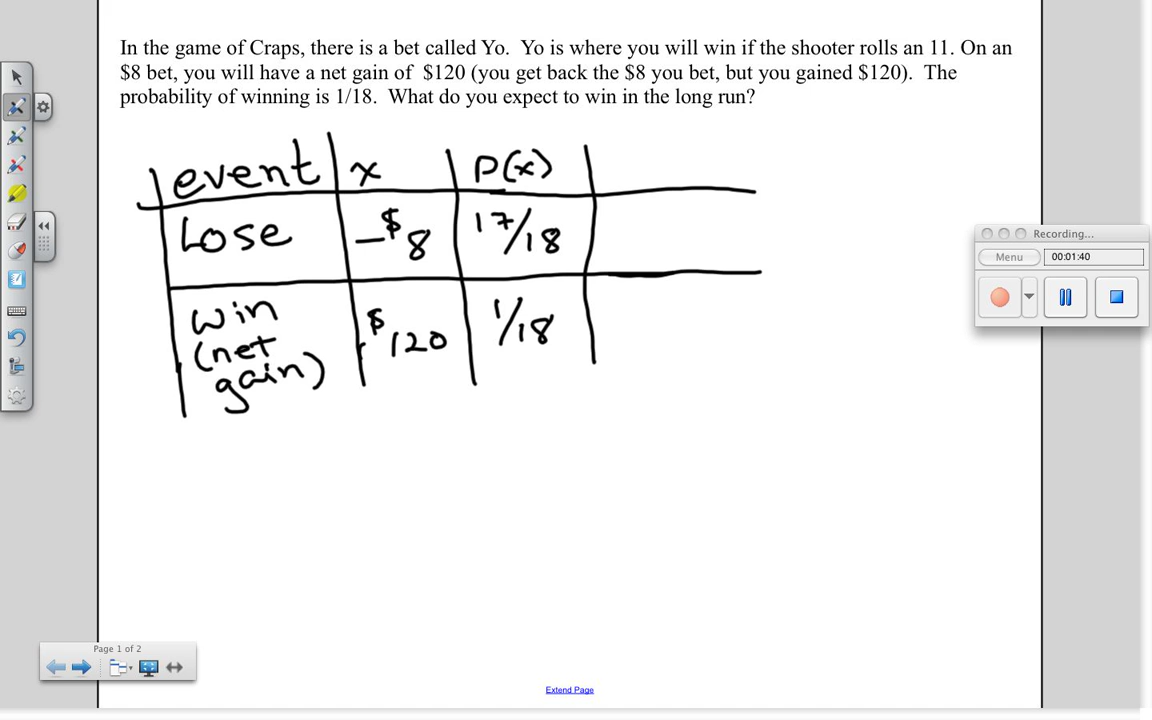 In the game of Craps, there is a bet called Yo.  Yo is where you will win if the shooter rolls an 11. On an
$8 bet, you will have a net gain of  $120 (you get back the $8 you bet, but you gained $120).  The
probability of winning is 1/18.  What do you expect to win in the long run?
event x P(x)
Lose -$8 17/18
win (net gain) $120 1/18
Recording...
Menu 00:01:40
Page 1 of 2
Extend Page